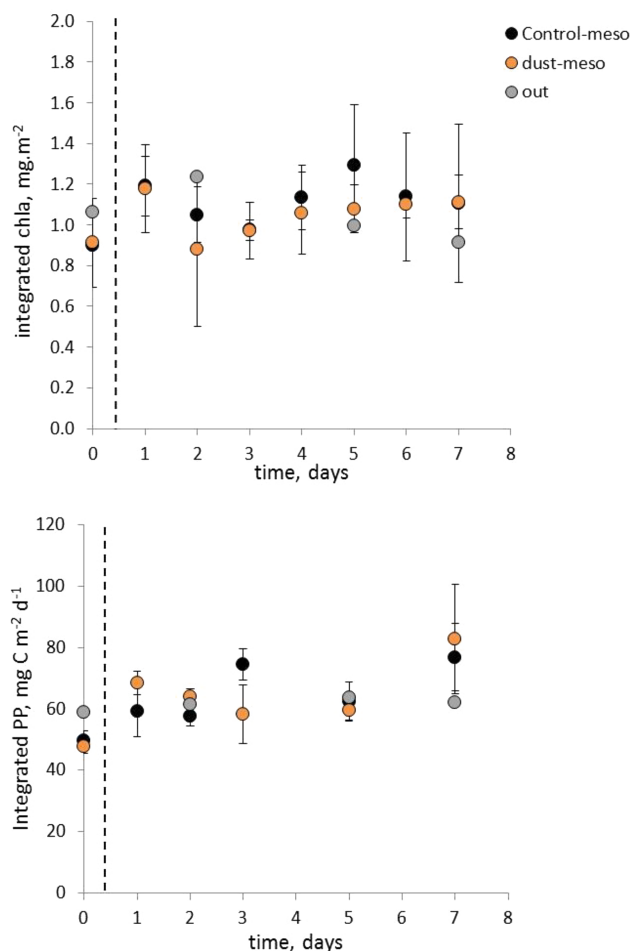 2.0
1.8
1.6
1.4
1.2
1.0
0.8
0.6
0.4
0.2
0.0
integrated chla, mg.m-2
0 1 2 3 4 5 6 7 8
time, days
Control-meso
dust-meso
out
120
100
80
60
40
20
0
Integrated PP, mg C m-2 d-1
0 1 2 3 4 5 6 7 8
time, days